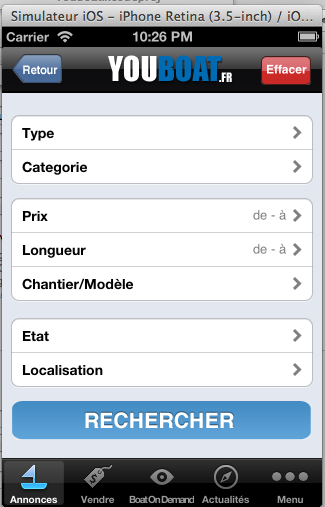 Simulateur iOS – iPhone Retina (3.5-inch) / iO...
Carrier 10:26 PM
Retour YOUBOAT.FR Effacer
Type
Categorie
Prix de - à
Longueur de - à
Chantier/Modèle
Etat
Localisation
RECHERCHER
Annonces Vendre BoatOnDemand Actualités Menu